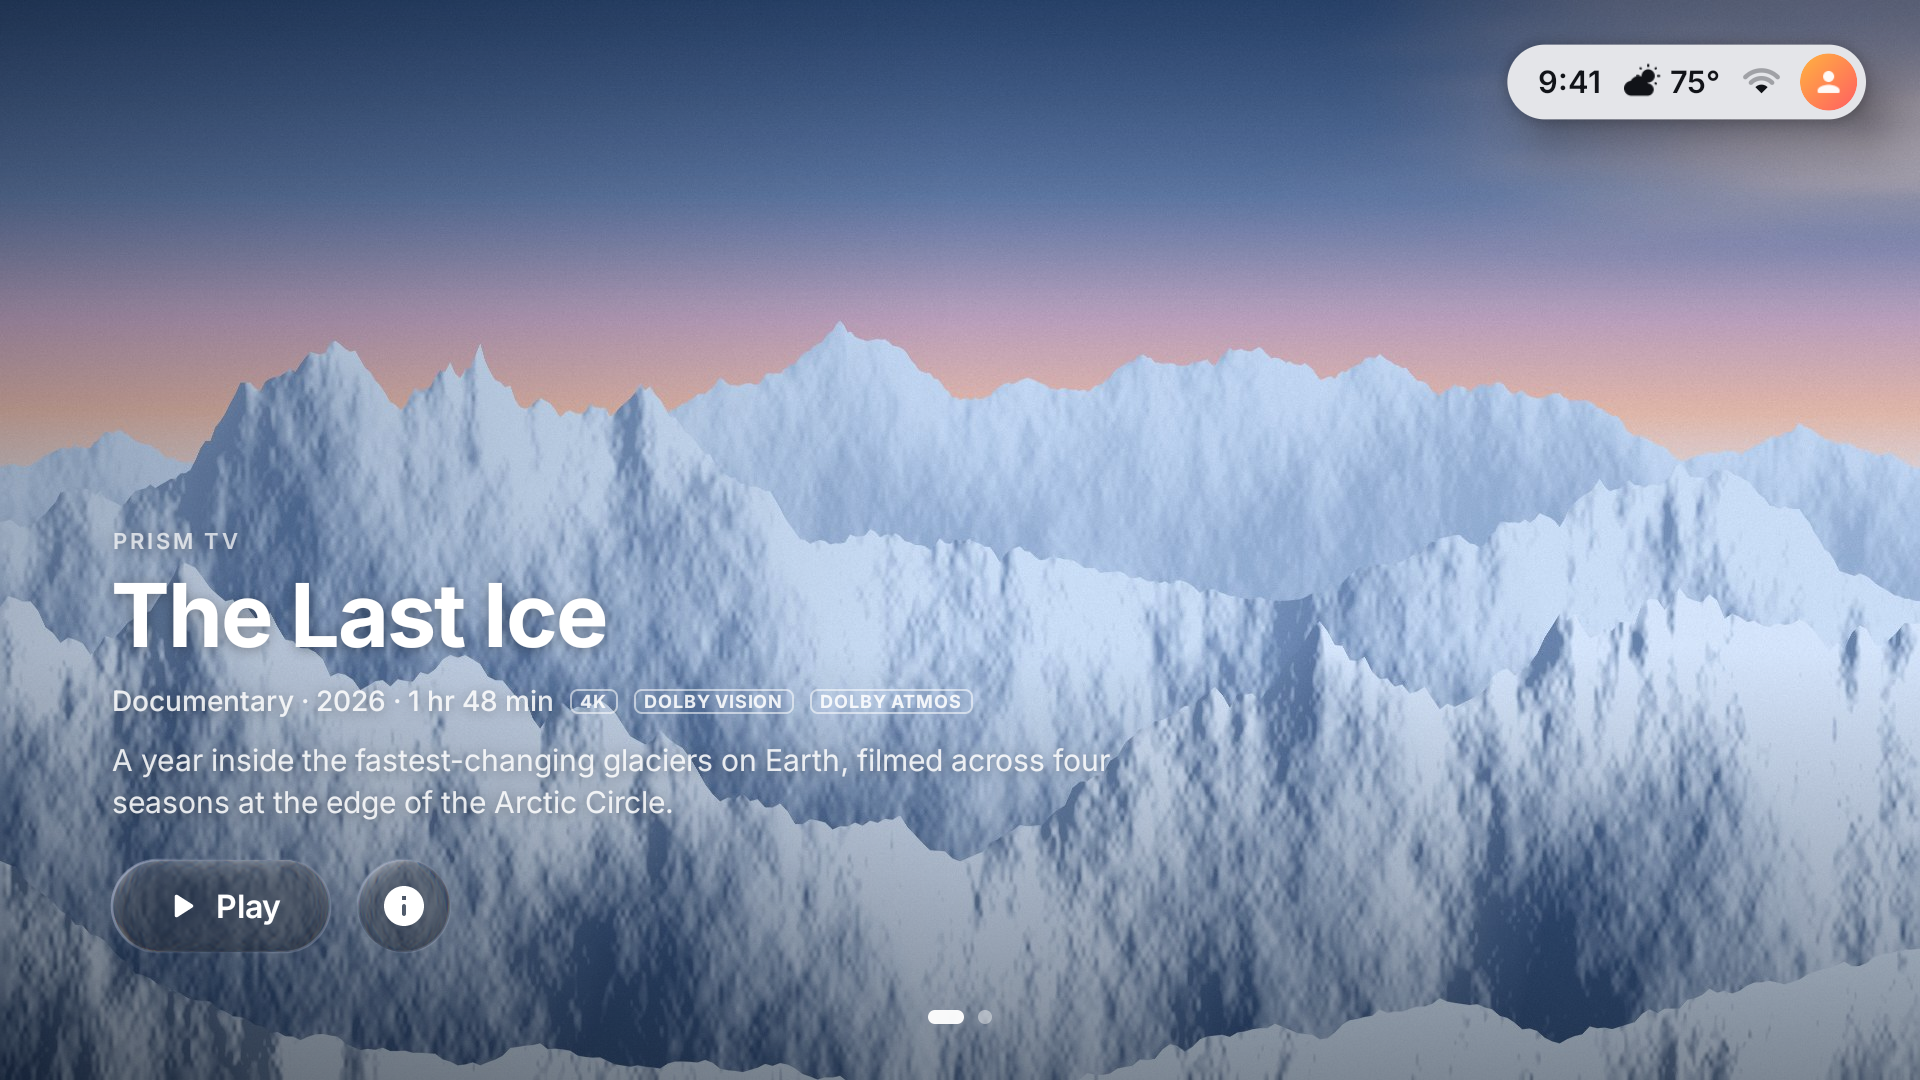 9:41 75°
PRISM TV
The Last Ice
Documentary · 2026 · 1 hr 48 min 4K DOLBY VISION DOLBY ATMOS
A year inside the fastest-changing glaciers on Earth, filmed across four
seasons at the edge of the Arctic Circle.
Play